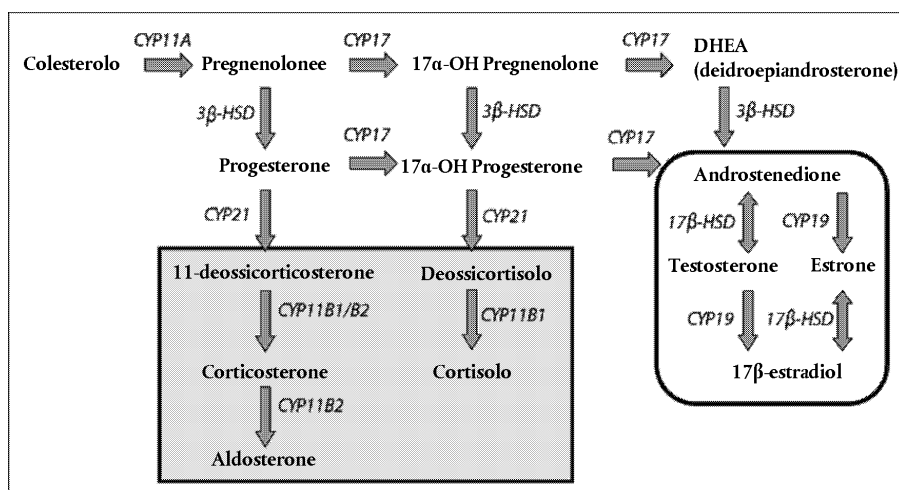 CYP11A CYP17 CYP17
Colesterolo Pregnenolonee 17α-OH Pregnenolone DHEA
(deidroepiandrosterone)
3β-HSD 3β-HSD 3β-HSD
CYP17 CYP17
Progesterone 17α-OH Progesterone Androstenedione
CYP21 CYP21 17β-HSD CYP19
11-deossicorticosterone Deossicortisolo Testosterone Estrone
CYP11B1/B2 CYP11B1 CYP19 17β-HSD
Corticosterone Cortisolo 17β-estradiol
CYP11B2
Aldosterone